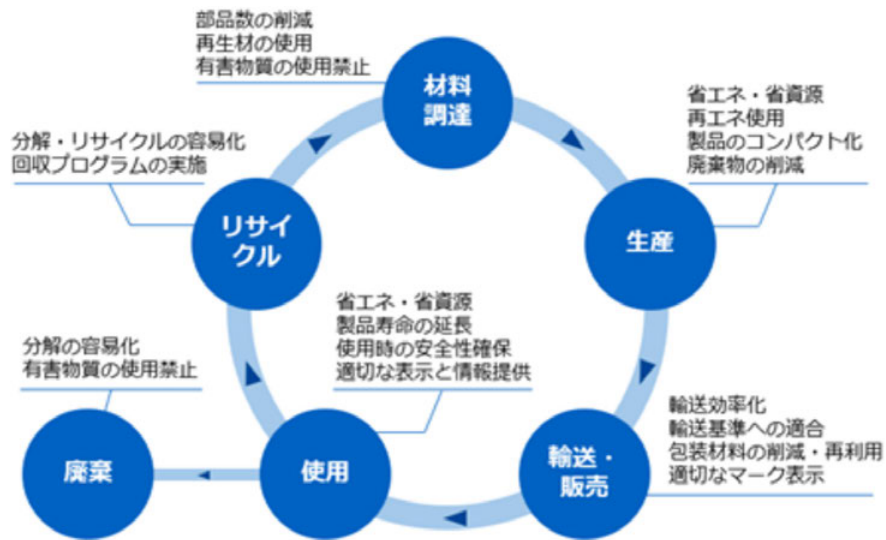 部品数の削減
再生材の使用
有害物質の使用禁止
材料
調達
省エネ・省資源
再エネ使用
製品のコンパクト化
廃棄物の削減
生産
分解・リサイクルの容易化
回収プログラムの実施
リサイ
クル
省エネ・省資源
製品寿命の延長
使用時の安全性確保
適切な表示と情報提供
使用
輸送効率化
輸送基準への適合
包装材料の削減・再利用
適切なマーク表示
輸送・
販売
分解の容易化
有害物質の使用禁止
廃棄